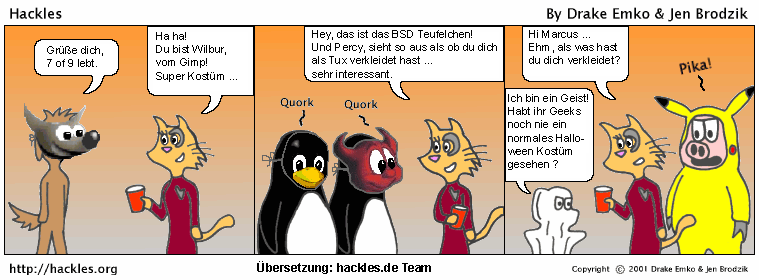 Hackles
By Drake Emko & Jen Brodzik
Grüße dich,
7 of 9 lebt.
Ha ha!
Du bist Wilbur,
vom Gimp!
Super Kostüm ...
Hey, das ist das BSD Teufelchen!
Und Percy, sieht so aus als ob du dich
als Tux verkleidet hast ...
sehr interessant.
Quork
Quork
Hi Marcus ...
Ehm, als was hast
du dich verkleidet?
Pika!
Ich bin ein Geist!
Habt ihr Geeks
noch nie ein
normales Hallo-
ween Kostüm
gesehen ?
http://hackles.org
Übersetzung: hackles.de Team
Copyright © 2001 Drake Emko & Jen Brodzik